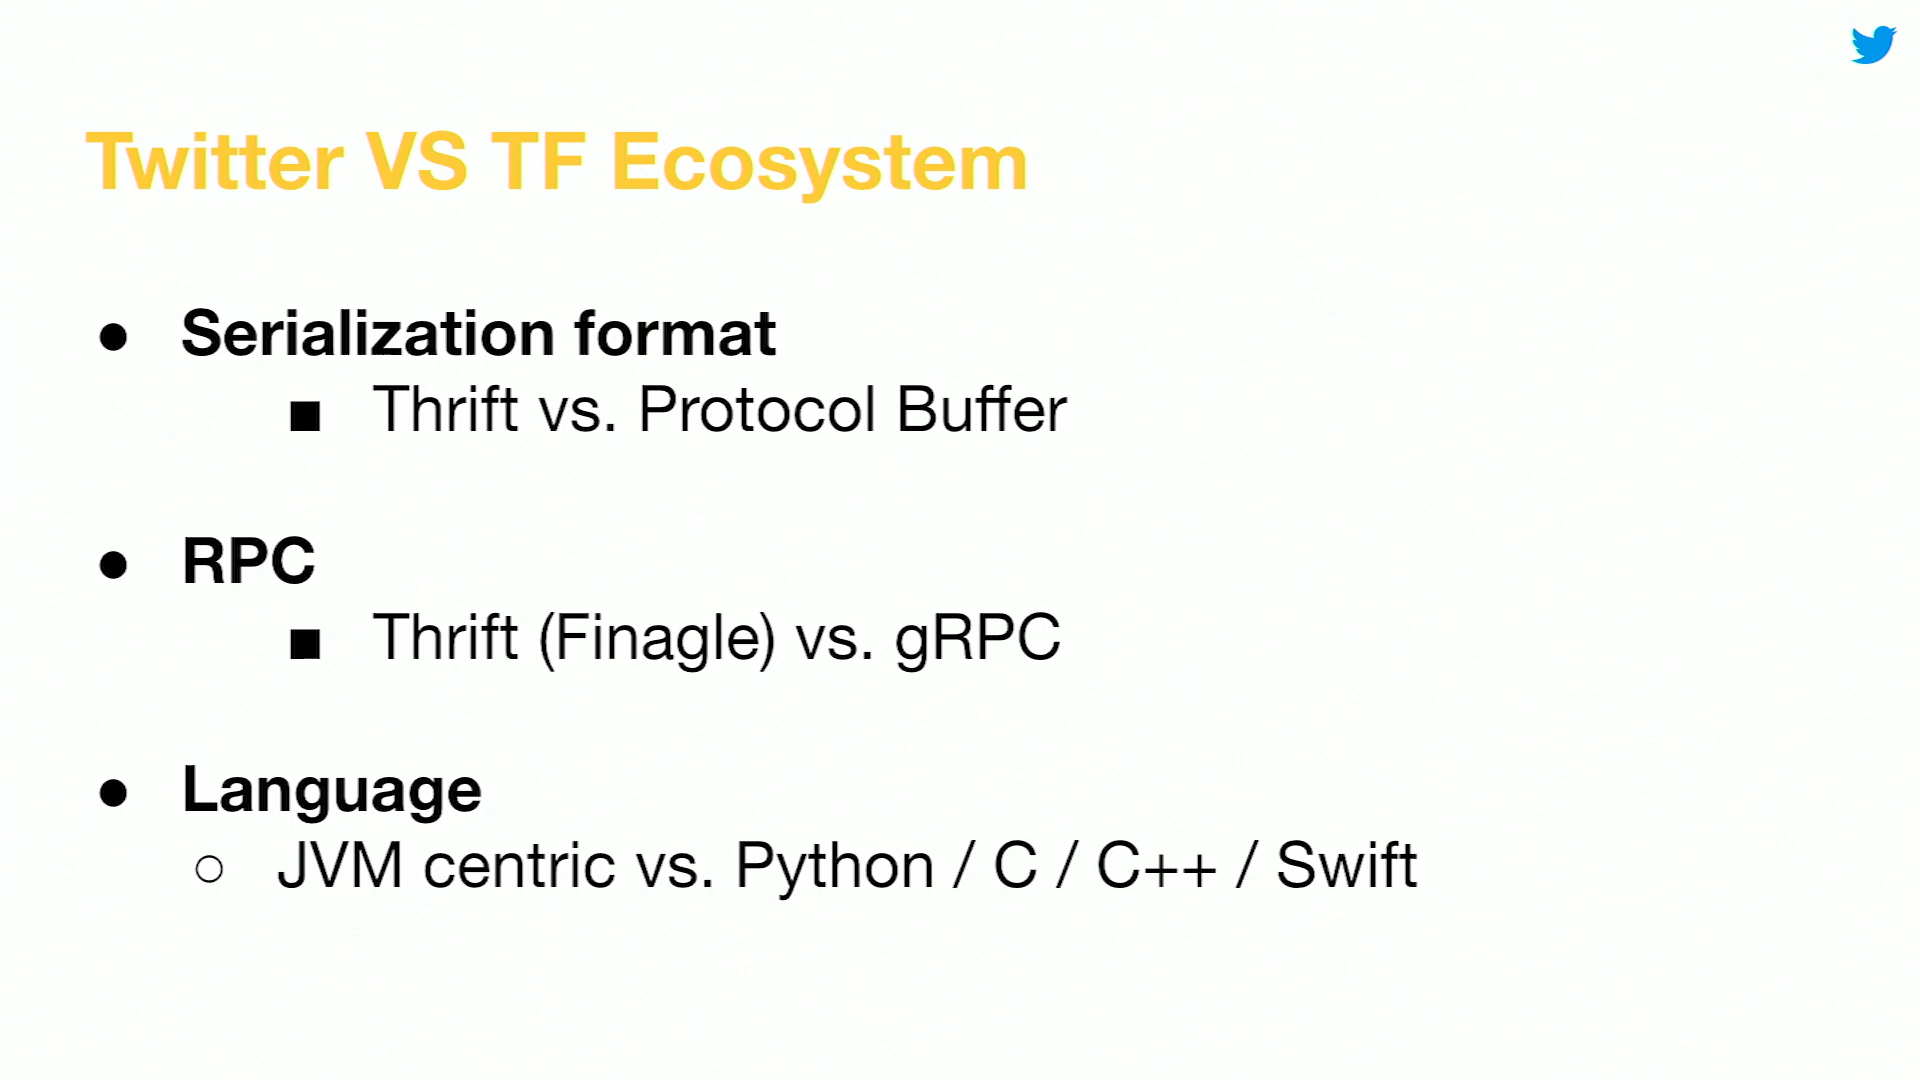 Twitter VS TF Ecosystem
● Serialization format
■ Thrift vs. Protocol Buffer
● RPC
■ Thrift (Finagle) vs. gRPC
● Language
○ JVM centric vs. Python / C / C++ / Swift